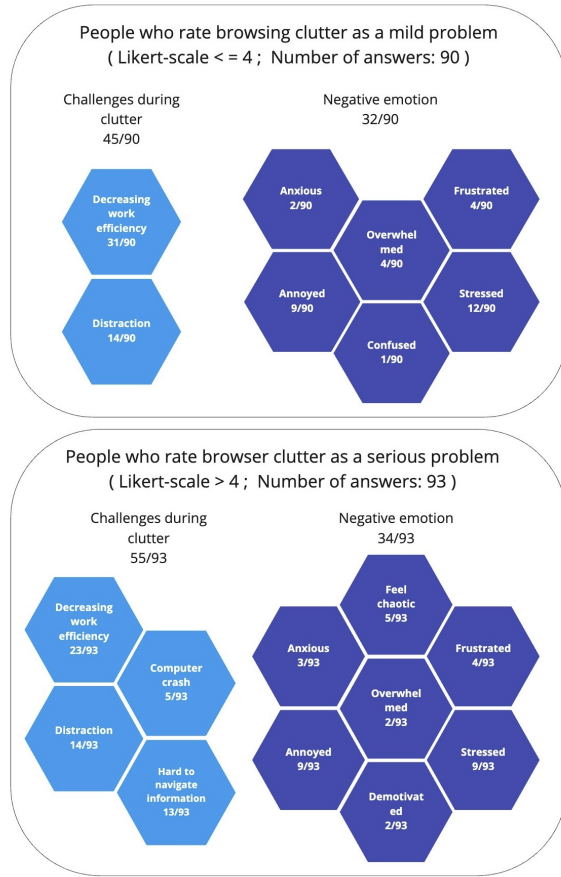 People who rate browsing clutter as a mild problem
( Likert-scale < = 4 ;  Number of answers: 90 )
Challenges during
clutter
45/90
Negative emotion
32/90
Decreasing
work
efficiency
31/90
Distraction
14/90
Anxious
2/90
Frustrated
4/90
Overwhel
med
4/90
Annoyed
9/90
Stressed
12/90
Confused
1/90
People who rate browser clutter as a serious problem
( Likert-scale > 4 ;  Number of answers: 93 )
Challenges during
clutter
55/93
Negative emotion
34/93
Decreasing
work
efficiency
23/93
Computer
crash
5/93
Distraction
14/93
Hard to
navigate
information
13/93
Feel
chaotic
5/93
Anxious
3/93
Frustrated
4/93
Overwhel
med
2/93
Annoyed
9/93
Stressed
9/93
Demotivat
ed
2/93